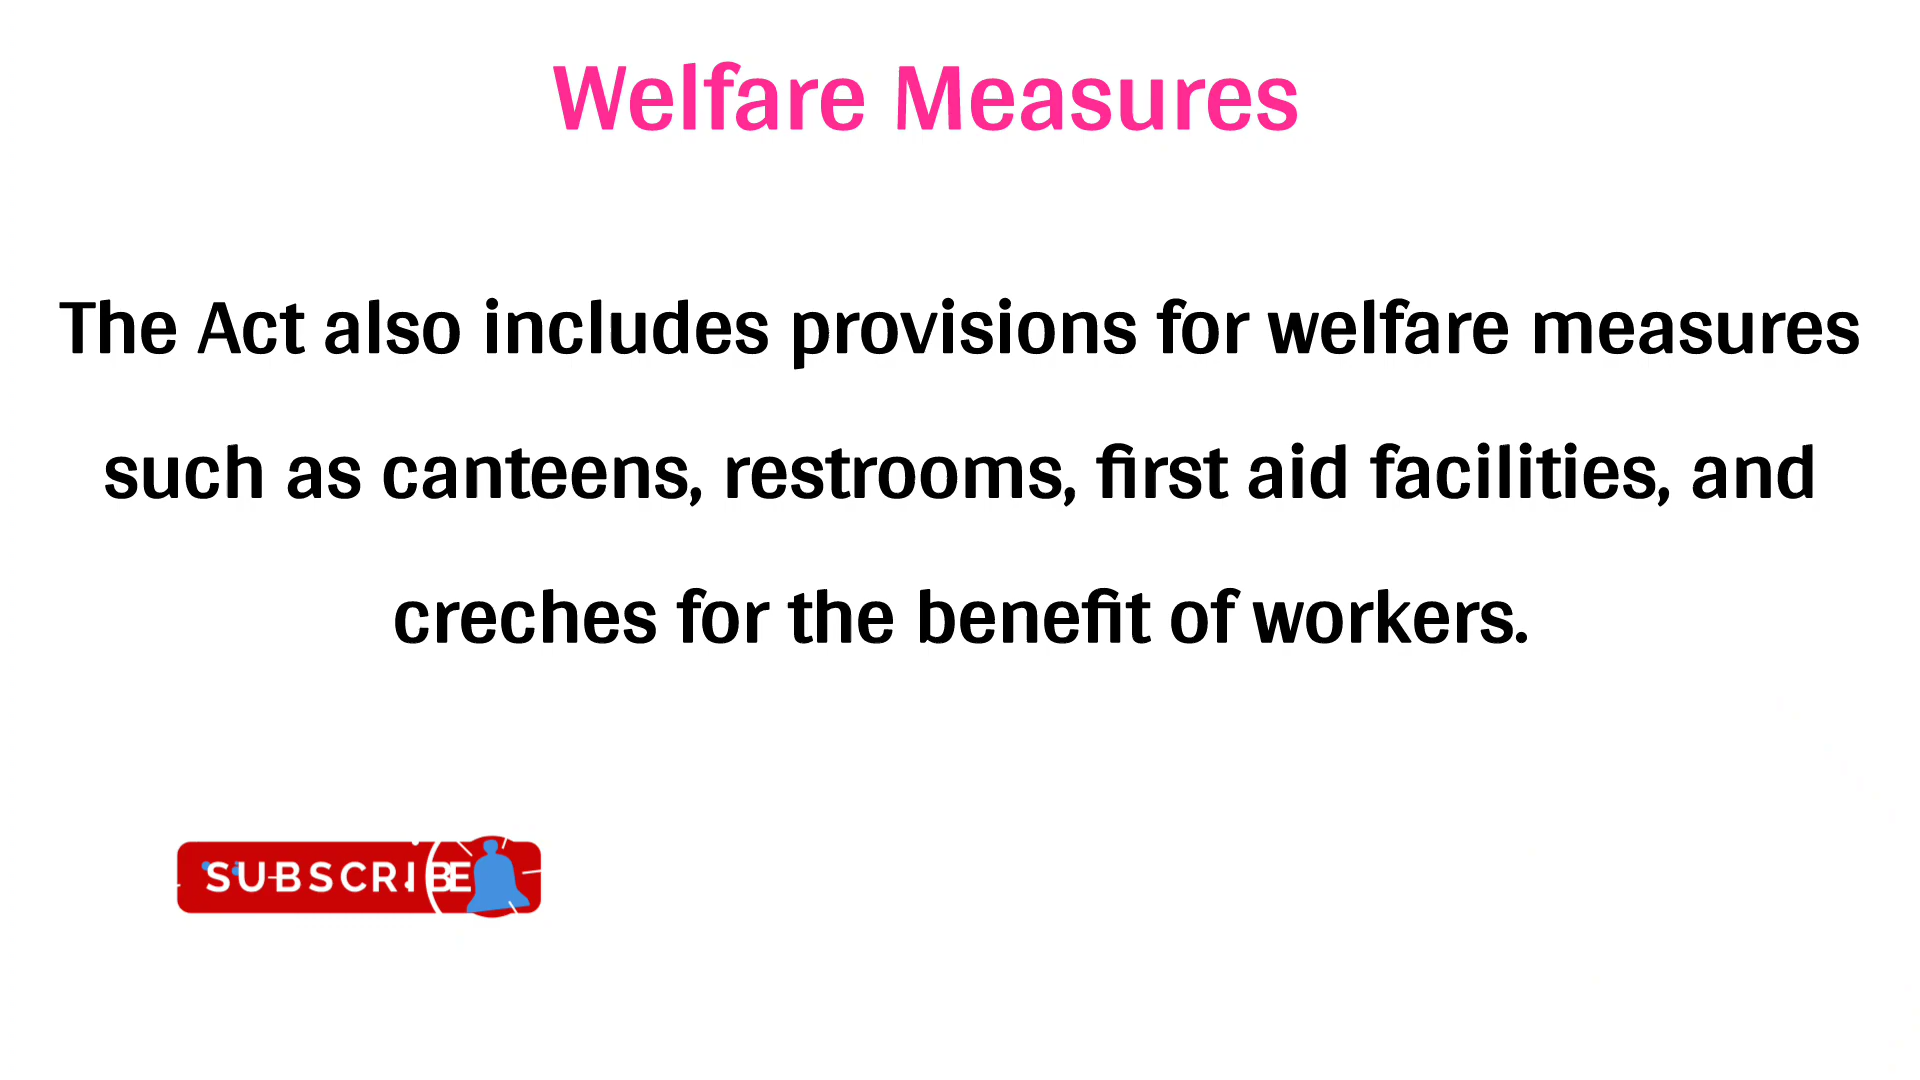 Welfare Measures
The Act also includes provisions for welfare measures
such as canteens, restrooms, first aid facilities, and
creches for the benefit of workers.
SUBSCRIBE